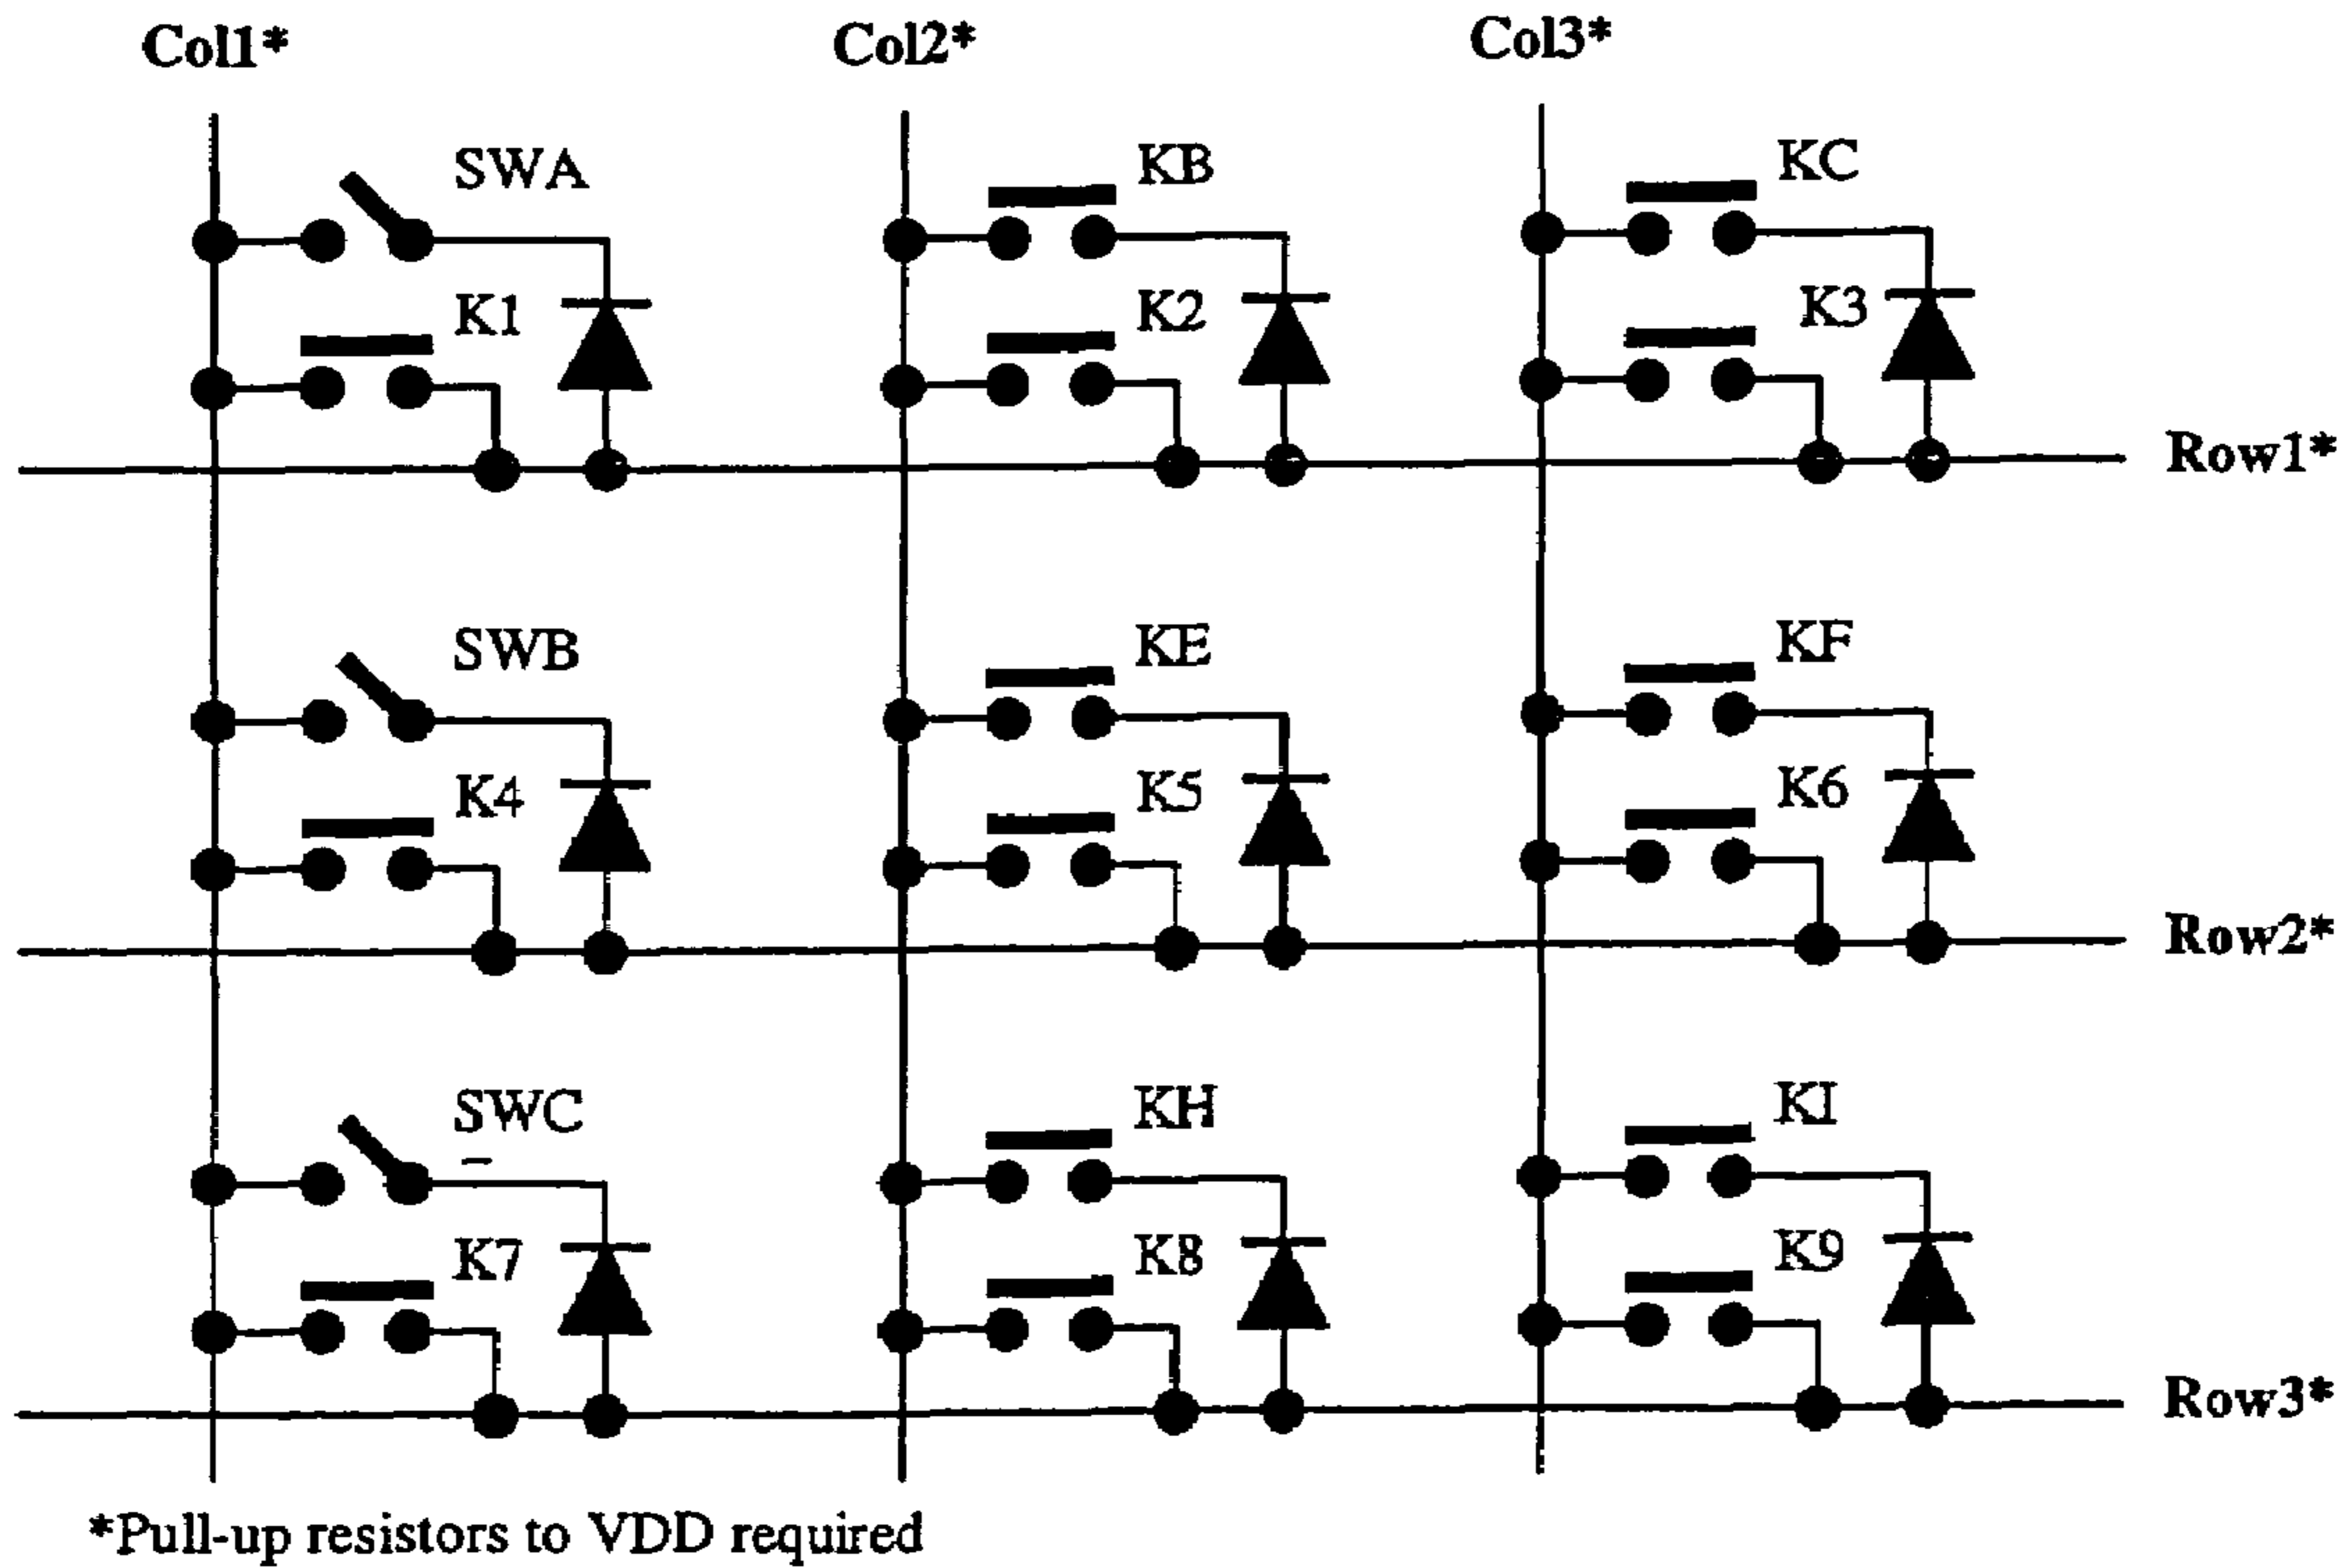 Col1*
Col2*
Col3*
SWA
KB
KC
K1
K2
K3
Row1*
SWB
KE
KF
K4
K5
K6
Row2*
SWC
KH
KI
K7
K8
K9
Row3*
*Pull-up resistors to VDD required